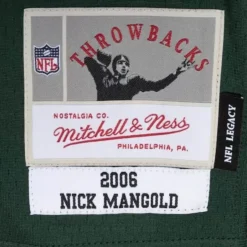 THROWBACKS
NFL
NOSTALGIA CO.
Mitchell & Ness
PHILADELPHIA, PA.
NFL LEGACY
2006
NICK MANGOLD